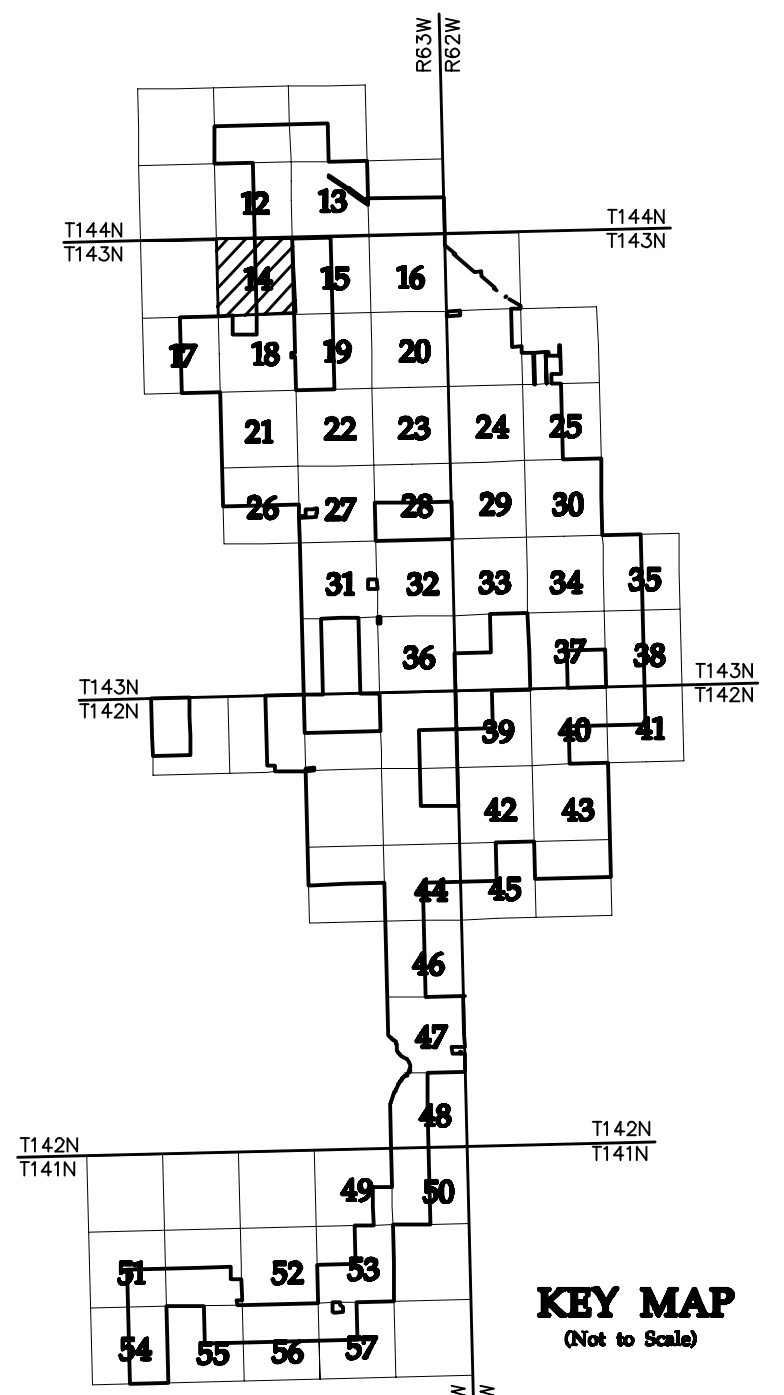 R63W
R62W
12 13
T144N T144N
T143N T143N
14 15 16
17 18 19 20
21 22 23 24 25
26 27 28 29 30
31 32 33 34 35
36 37 38
T143N T143N
T142N T142N
39 40 41
42 43
44 45
46
47
48
T142N T142N
T141N T141N
49 50
51 52 53
54 55 56 57
KEY MAP
(Not to Scale)
W
W